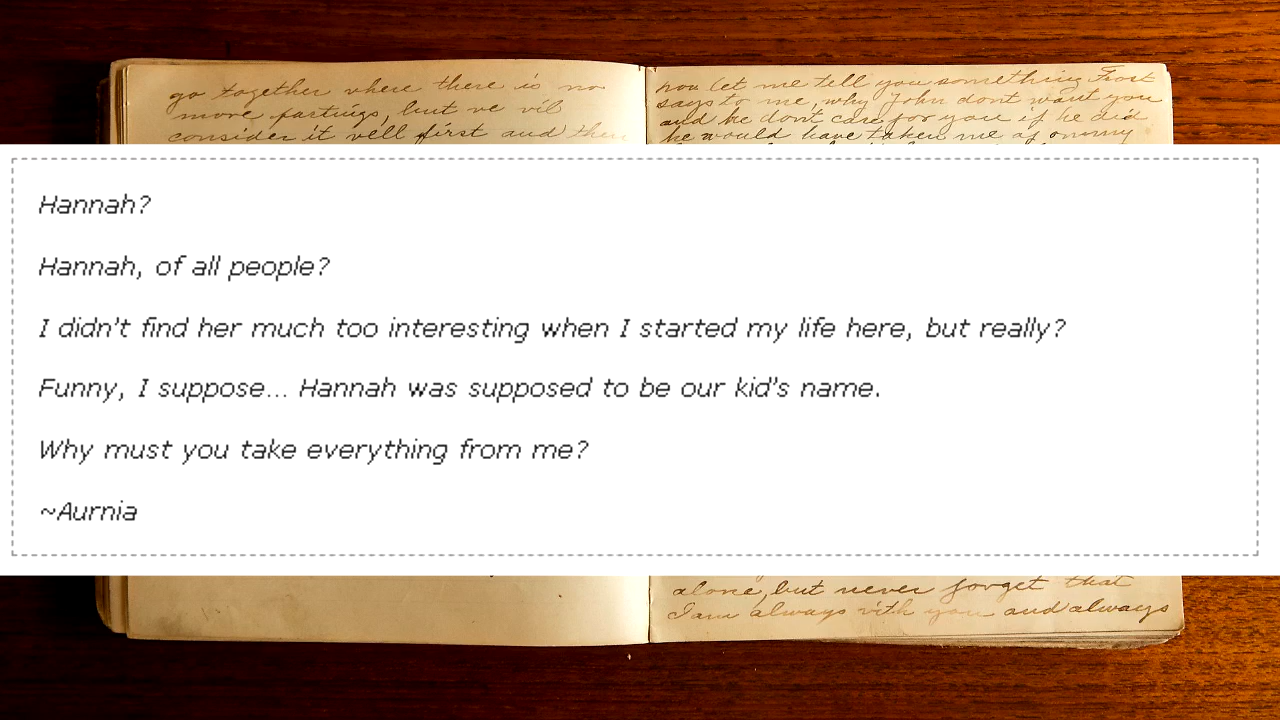 go together where there is no
more partings, but we vil
consider it vell first and then
now let me tell you something Frost
says to me, why John dont want you
and he dont care for you if he did
he would have taken me as ommy
Hannah?
Hannah, of all people?
I didn't find her much too interesting when I started my life here, but really?
Funny, I suppose... Hannah was supposed to be our kid's name.
Why must you take everything from me?
~Aurnia
alone, but never forget that
I am always with you and always